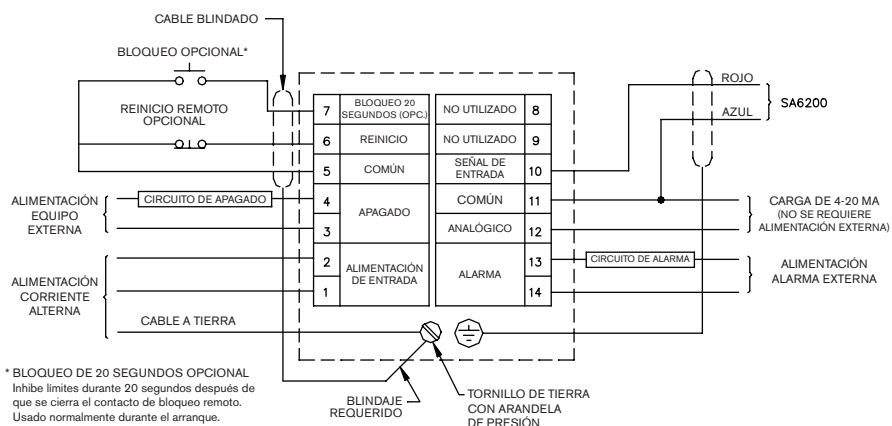 CABLE BLINDADO
BLOQUEO OPCIONAL*
REINICIO REMOTO
OPCIONAL
ALIMENTACIÓN
EQUIPO
EXTERNA
CIRCUITO DE APAGADO
ALIMENTACIÓN
CORRIENTE
ALTERNA
CABLE A TIERRA
7
BLOQUEO 20
SEGUNDOS (OPC.)
6
REINICIO
5
COMÚN
4
APAGADO
3
2
ALIMENTACIÓN
DE ENTRADA
1
NO UTILIZADO
8
NO UTILIZADO
9
SEÑAL DE
ENTRADA
10
COMÚN
11
ANALÓGICO
12
ALARMA
13
14
ROJO
AZUL
SA6200
CARGA DE 4-20 MA
(NO SE REQUIERE
ALIMENTACIÓN EXTERNA)
CIRCUITO DE ALARMA
ALIMENTACIÓN
ALARMA EXTERNA
* BLOQUEO DE 20 SEGUNDOS OPCIONAL
Inhibe límites durante 20 segundos después de
que se cierra el contacto de bloqueo remoto.
Usado normalmente durante el arranque.
BLINDAJE
REQUERIDO
TORNILLO DE TIERRA
CON ARANDELA
DE PRESIÓN